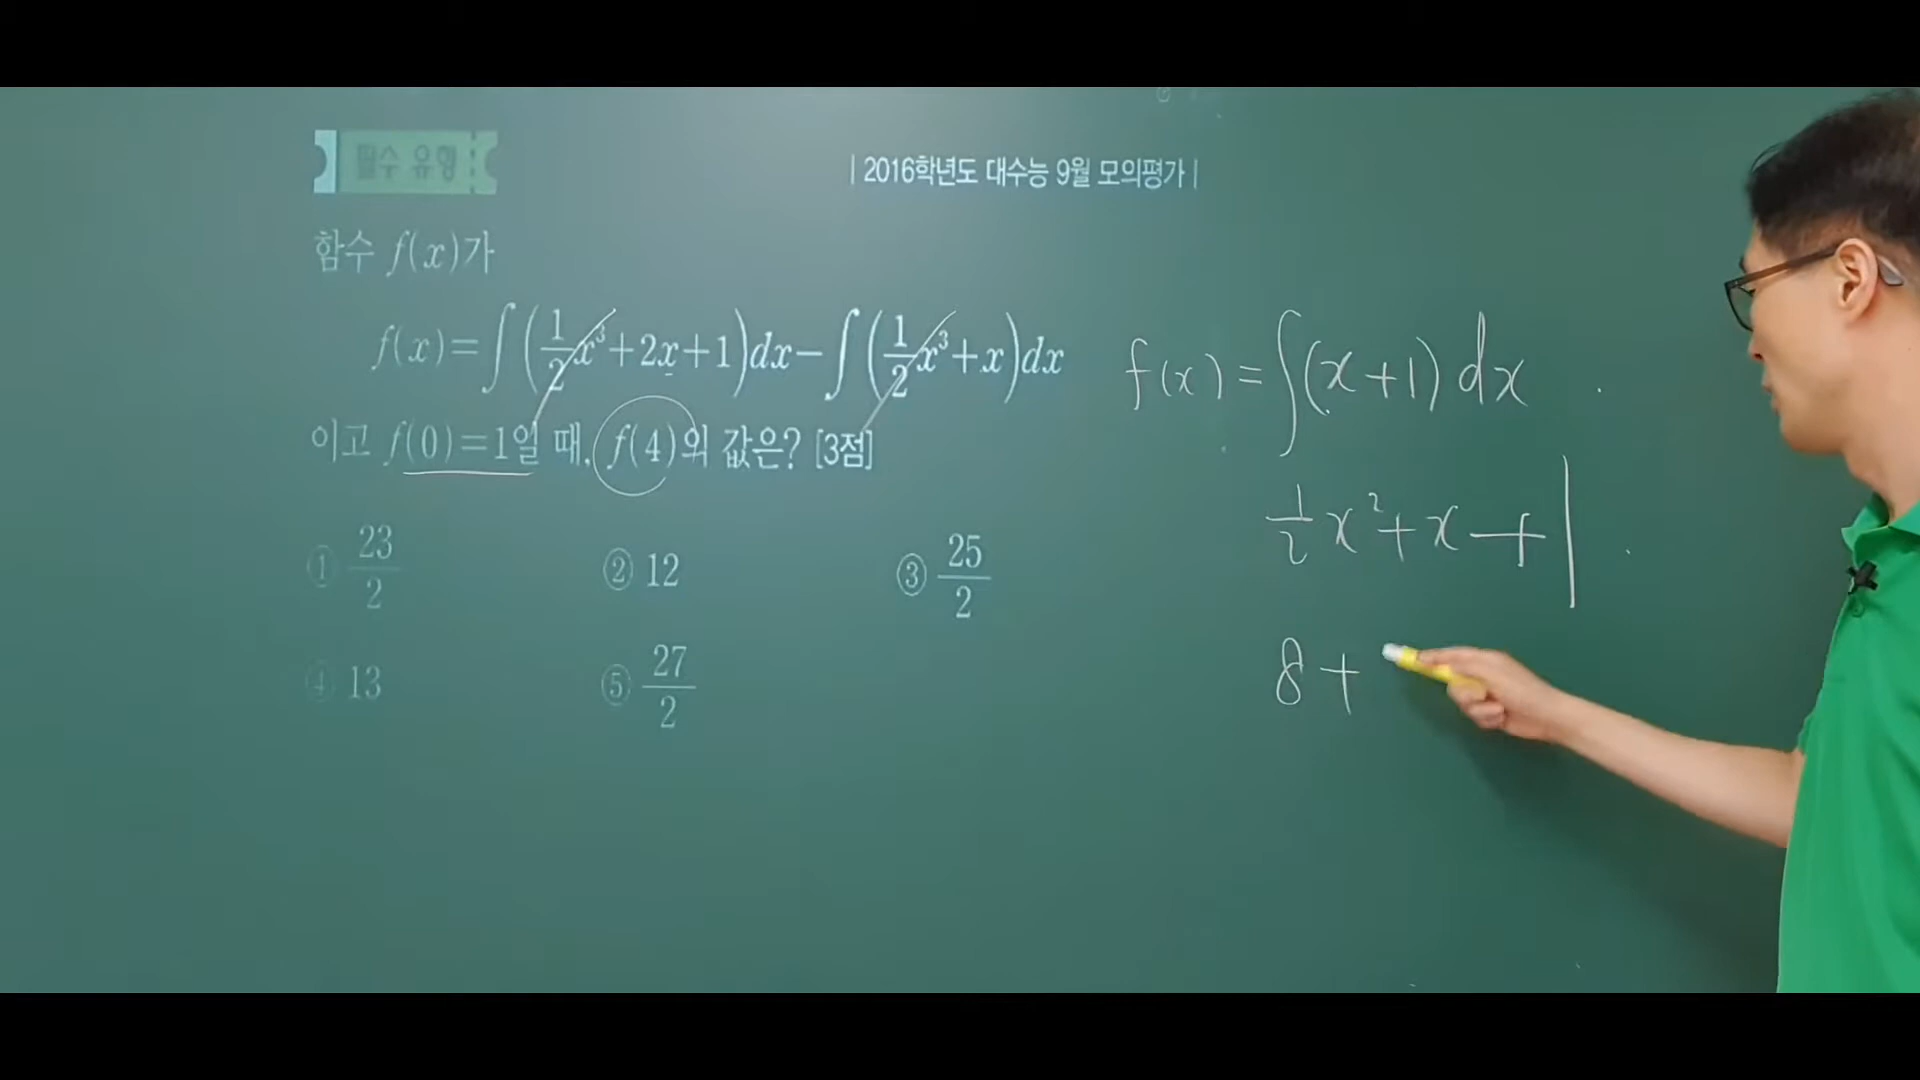 필수 유형
| 2016학년도 대수능 9월 모의평가 |
함수 f(x)가
f(x)=∫(1/2x³+2x+1)dx−∫(1/2x³+x)dx
이고 f(0)=1일 때, f(4)의 값은? [3점]
① 23/2
② 12
③ 25/2
④ 13
⑤ 27/2
f(x)=∫(x+1)dx
1/2x²+x+1
8+